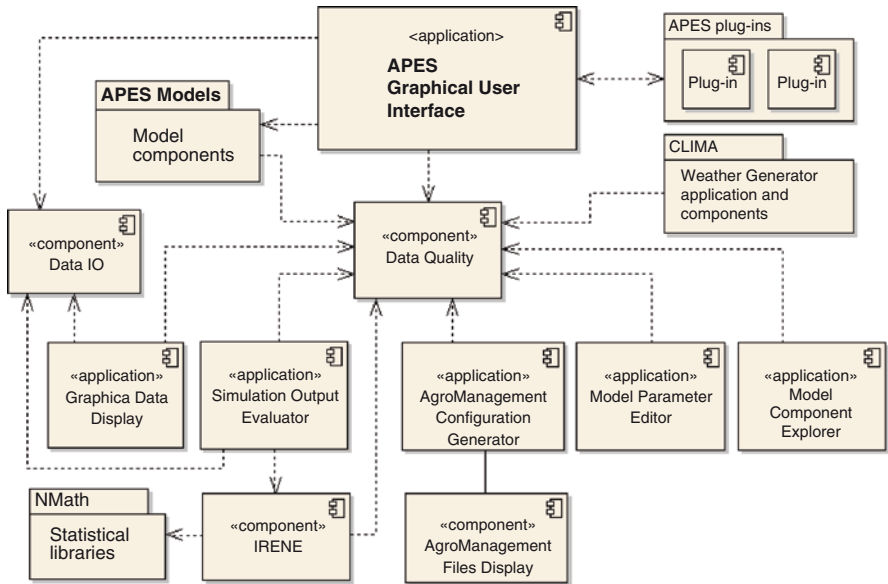 <application>
APES
Graphical User
Interface
APES plug-ins
Plug-in
Plug-in
APES Models
Model
components
CLIMA
Weather Generator
application and
components
«component»
Data IO
«component»
Data Quality
«application»
Graphica Data
Display
«application»
Simulation Output
Evaluator
«application»
AgroManagement
Configuration
Generator
«application»
Model Parameter
Editor
«application»
Model
Component
Explorer
NMath
Statistical
libraries
«component»
IRENE
«component»
AgroManagement
Files Display